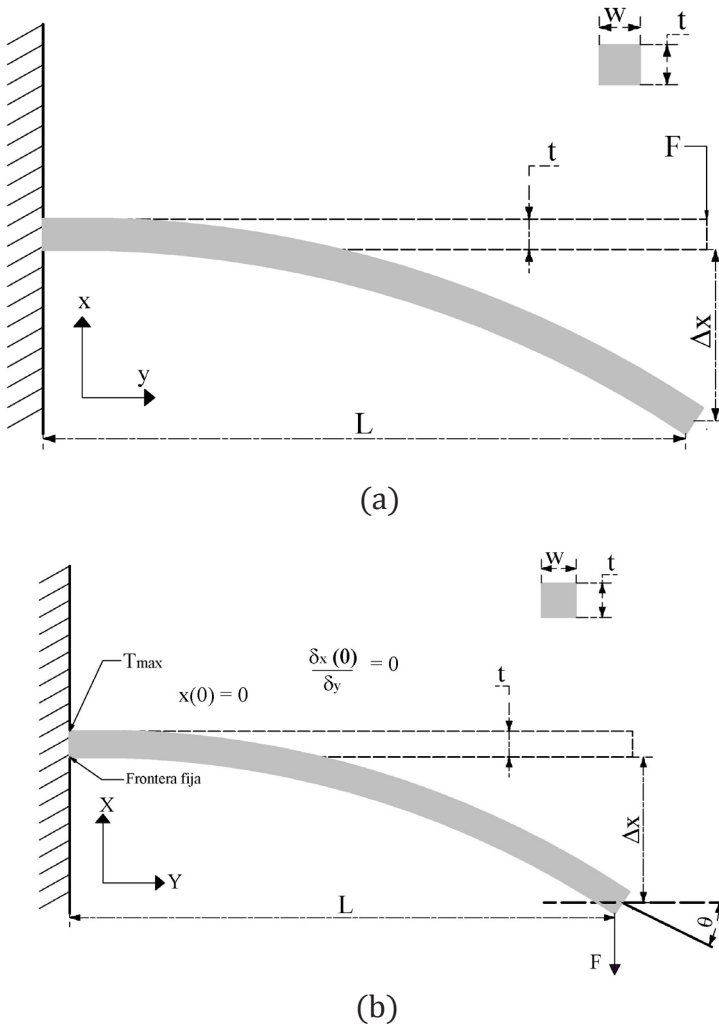 w
t
t
F
x
Δx
y
L
(a)
w
t
Tmax
δx (0)
δy
= 0
x(0) = 0
t
Frontera fija
X
Δx
Y
L
θ
F
(b)